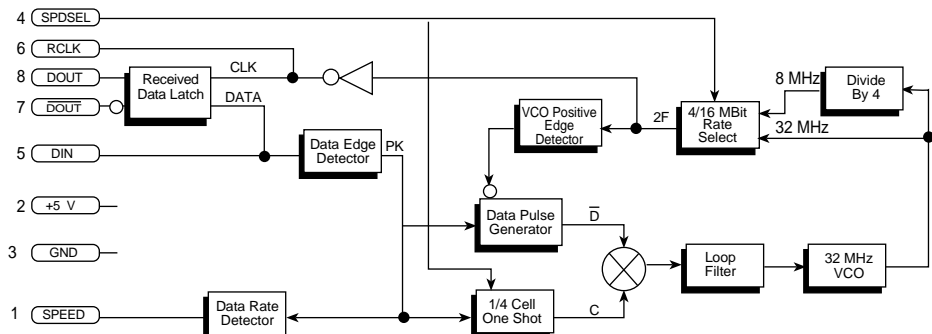 4 SPDSEL
6 RCLK
8 DOUT
7 DOUT
5 DIN
2 +5 V
3 GND
1 SPEED
Received
Data Latch
CLK
DATA
Data Edge
Detector
PK
Data Rate
Detector
VCO Positive
Edge
Detector
2F
4/16 MBit
Rate
Select
8 MHz
32 MHz
Divide
By 4
Data Pulse
Generator
D
1/4 Cell
One Shot
C
Loop
Filter
32 MHz
VCO